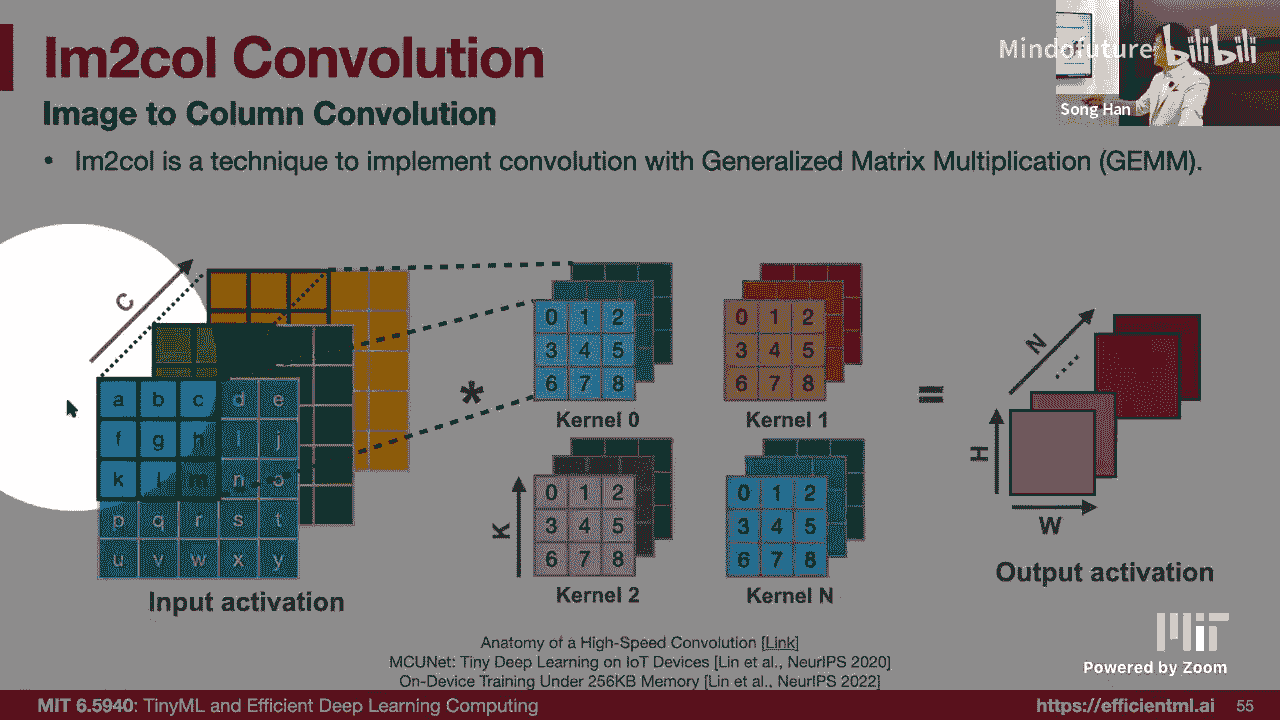 Im2col Convolution
Mindofuture bilibili
Image to Column Convolution
Song Han
• Im2col is a technique to implement convolution with Generalized Matrix Multiplication (GEMM).
C
a b c d e
f g h i j
k l m n o
p q r s t
u v w x y
Input activation
*
0 1 2
3 4 5
6 7 8
Kernel 0
0 1 2
3 4 5
6 7 8
Kernel 1
K
0 1 2
3 4 5
6 7 8
Kernel 2
0 1 2
3 4 5
6 7 8
Kernel N
=
N
H
W
Output activation
Anatomy of a High-Speed Convolution [Link]
MCUNet: Tiny Deep Learning on IoT Devices [Lin et al., NeurIPS 2020]
On-Device Training Under 256KB Memory [Lin et al., NeurIPS 2022]
MIT
Powered by Zoom
MIT 6.5940: TinyML and Efficient Deep Learning Computing
https://efficientml.ai
55